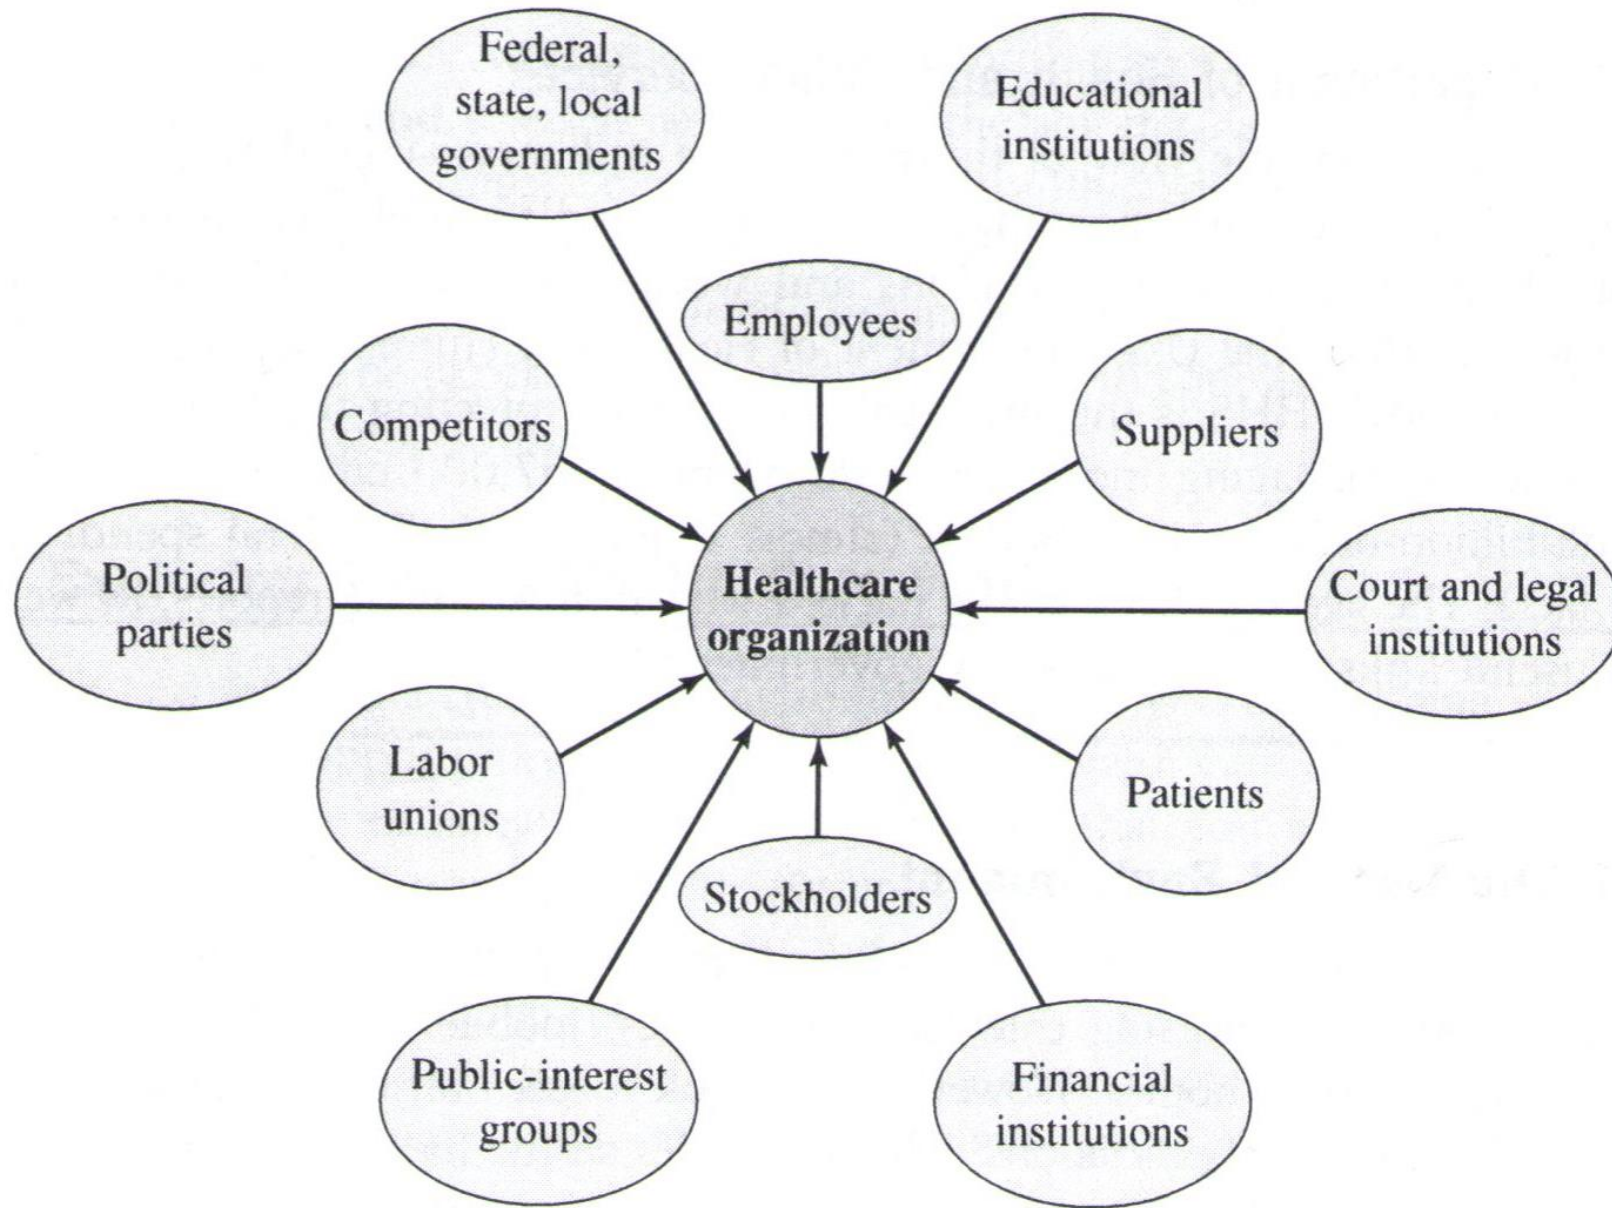 Federal,
state, local
governments
Educational
institutions
Employees
Competitors
Suppliers
Political
parties
Healthcare
organization
Court and legal
institutions
Labor
unions
Patients
Stockholders
Public-interest
groups
Financial
institutions